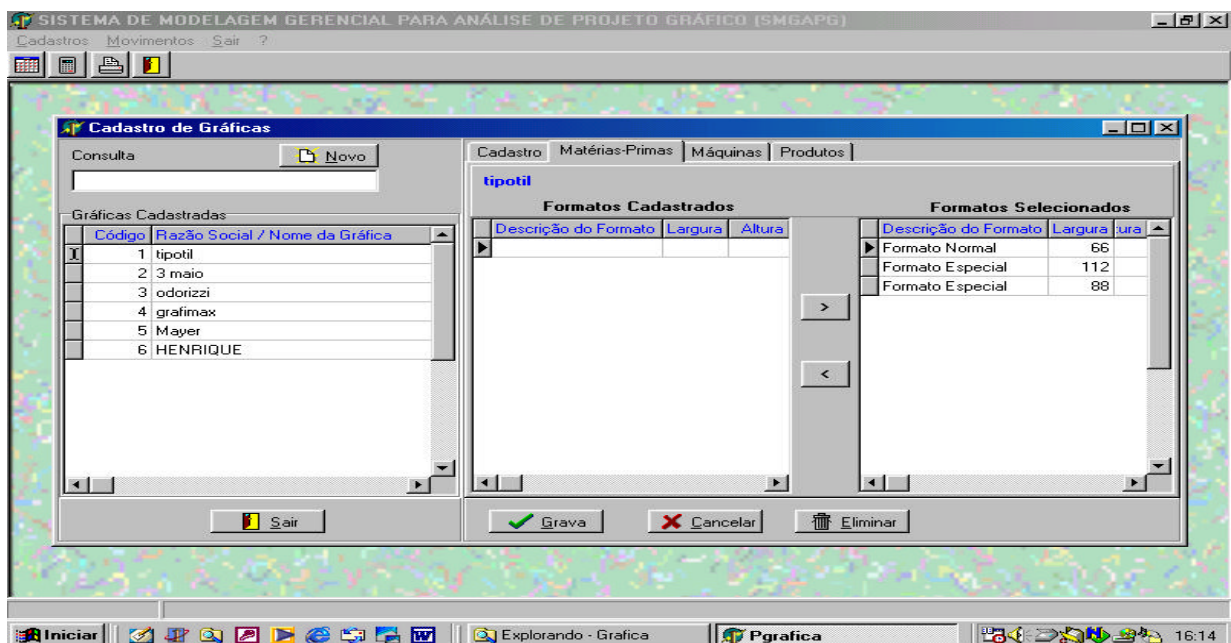 SISTEMA DE MODELAGEM GERENCIAL PARA ANÁLISE DE PROJETO GRÁFCO (SMGAPG)
Cadastros Movimentos Sair ?
Cadastro de Gráficas
Consulta
Novo
Gráficas Cadastradas
Código Razão Social / Nome da Gráfica
1 tipotil
2 3 maio
3 odorizzi
4 grafimax
5 Mayer
6 HENRIQUE
Sair
Cadastro Matérias-Primas Máquinas Produtos
tipotil
Formatos Cadastrados
Descrição do Formato Largura Altura
>
<
Formatos Selecionados
Descrição do Formato Largura tura
Formato Normal 66
Formato Especial 112
Formato Especial 88
Grava Cancelar Eliminar
Iniciar Explorando - Grafica Pgrafica 16:14